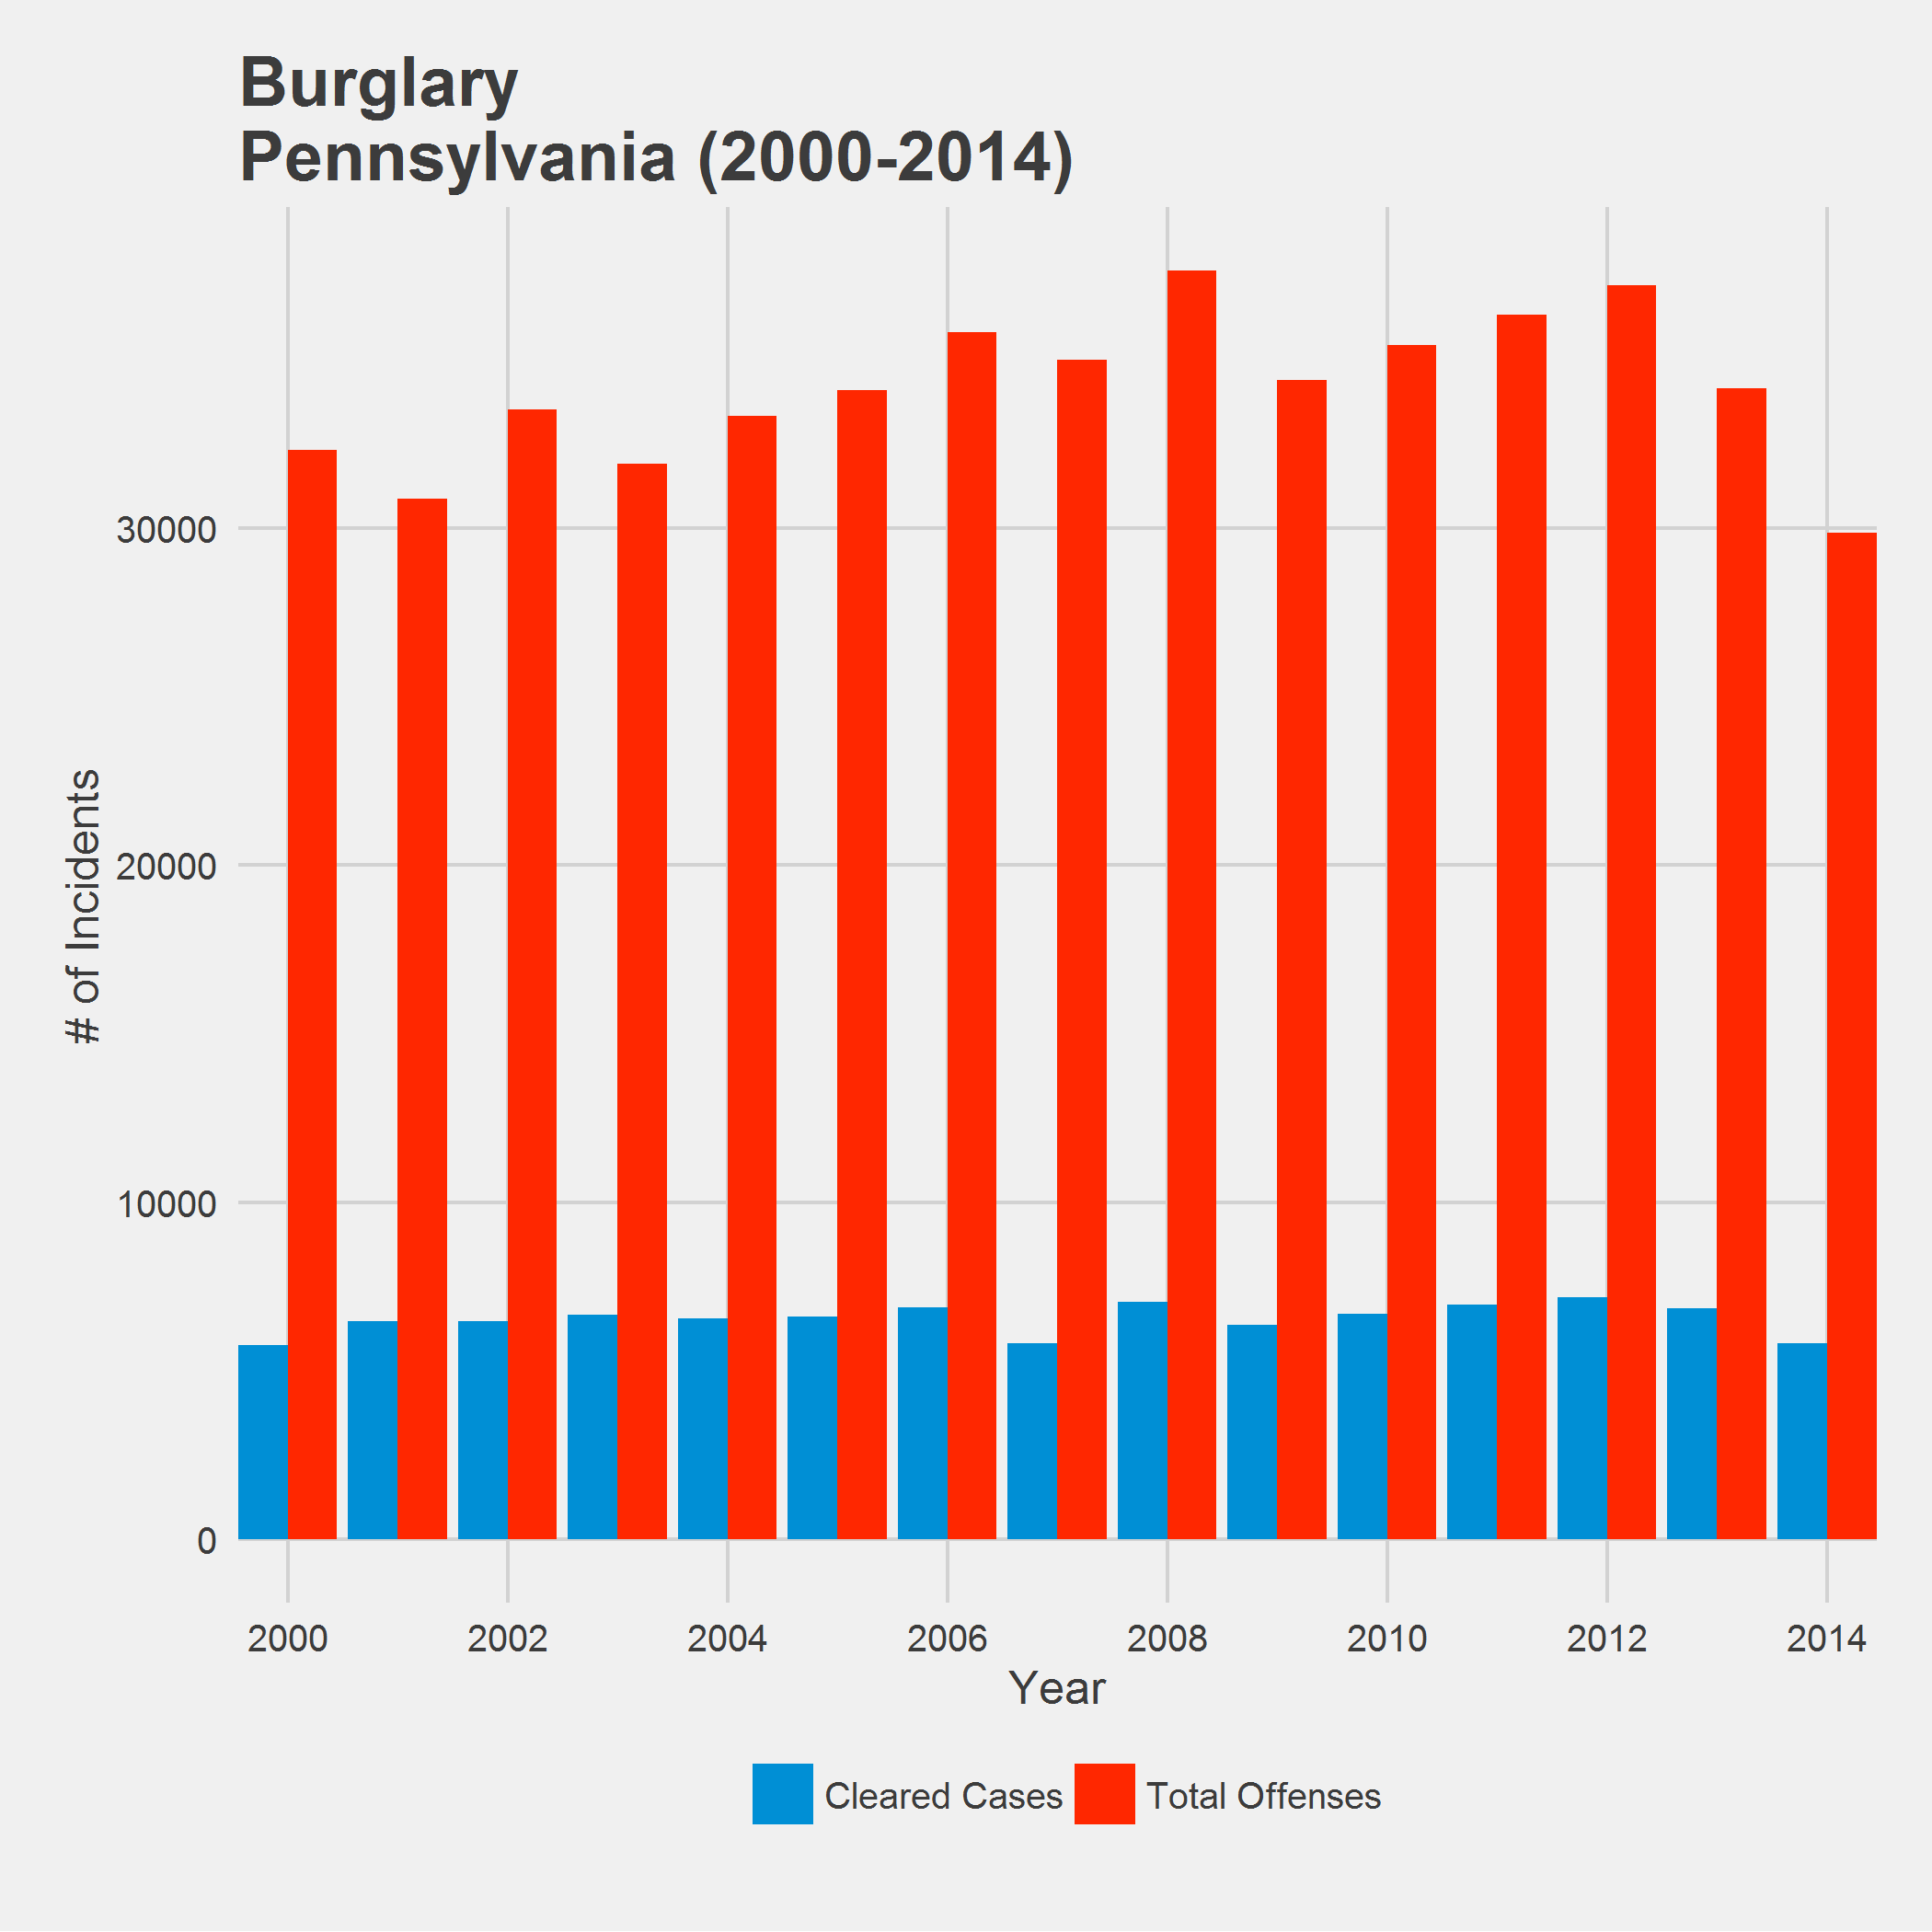 Burglary
Pennsylvania (2000-2014)
# of Incidents
30000
20000
10000
0
2000 2002 2004 2006 2008 2010 2012 2014
Year
Cleared Cases Total Offenses